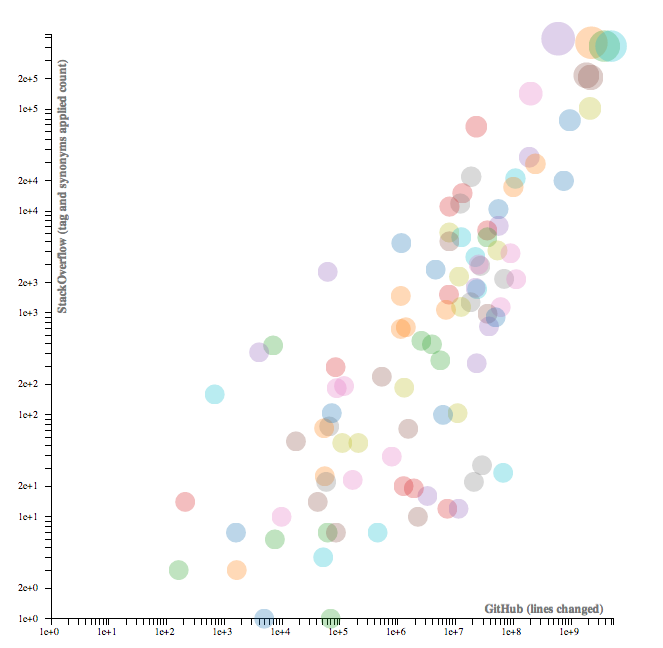 StackOverflow (tag and synonyms applied count)
2e+5
1e+5
2e+4
1e+4
2e+3
1e+3
2e+2
1e+2
2e+1
1e+1
2e+0
1e+0
GitHub (lines changed)
1e+0 1e+1 1e+2 1e+3 1e+4 1e+5 1e+6 1e+7 1e+8 1e+9